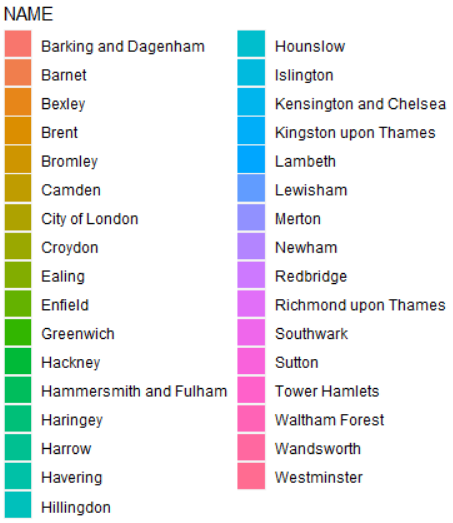 NAME
Barking and Dagenham
Barnet
Bexley
Brent
Bromley
Camden
City of London
Croydon
Ealing
Enfield
Greenwich
Hackney
Hammersmith and Fulham
Haringey
Harrow
Havering
Hillingdon
Hounslow
Islington
Kensington and Chelsea
Kingston upon Thames
Lambeth
Lewisham
Merton
Newham
Redbridge
Richmond upon Thames
Southwark
Sutton
Tower Hamlets
Waltham Forest
Wandsworth
Westminster